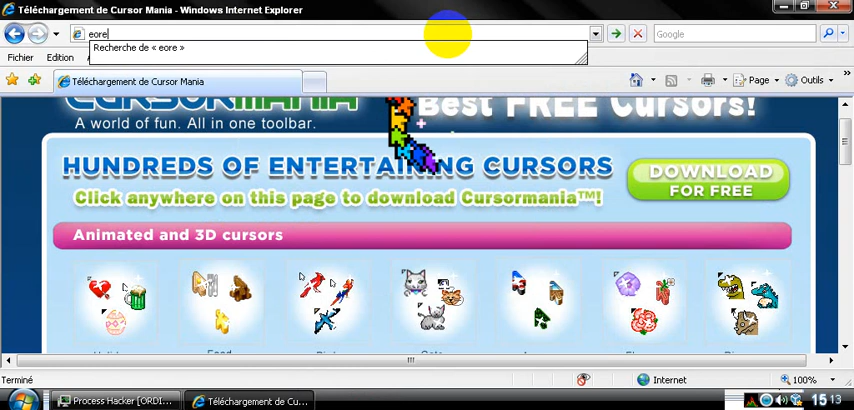 Téléchargement de Cursor Mania - Windows Internet Explorer
eore
Google
Recherche de « eore »
Fichier Edition
Téléchargement de Cursor Mania
Page Outils
CURSORMANIA
Best FREE Cursors!
A world of fun. All in one toolbar.
HUNDREDS OF ENTERTAINING CURSORS
Click anywhere on this page to download Cursormania™!
DOWNLOAD
FOR FREE
Animated and 3D cursors
Terminé
Internet
100%
Process Hacker [ORDI...
Téléchargement de Cu...
15 13